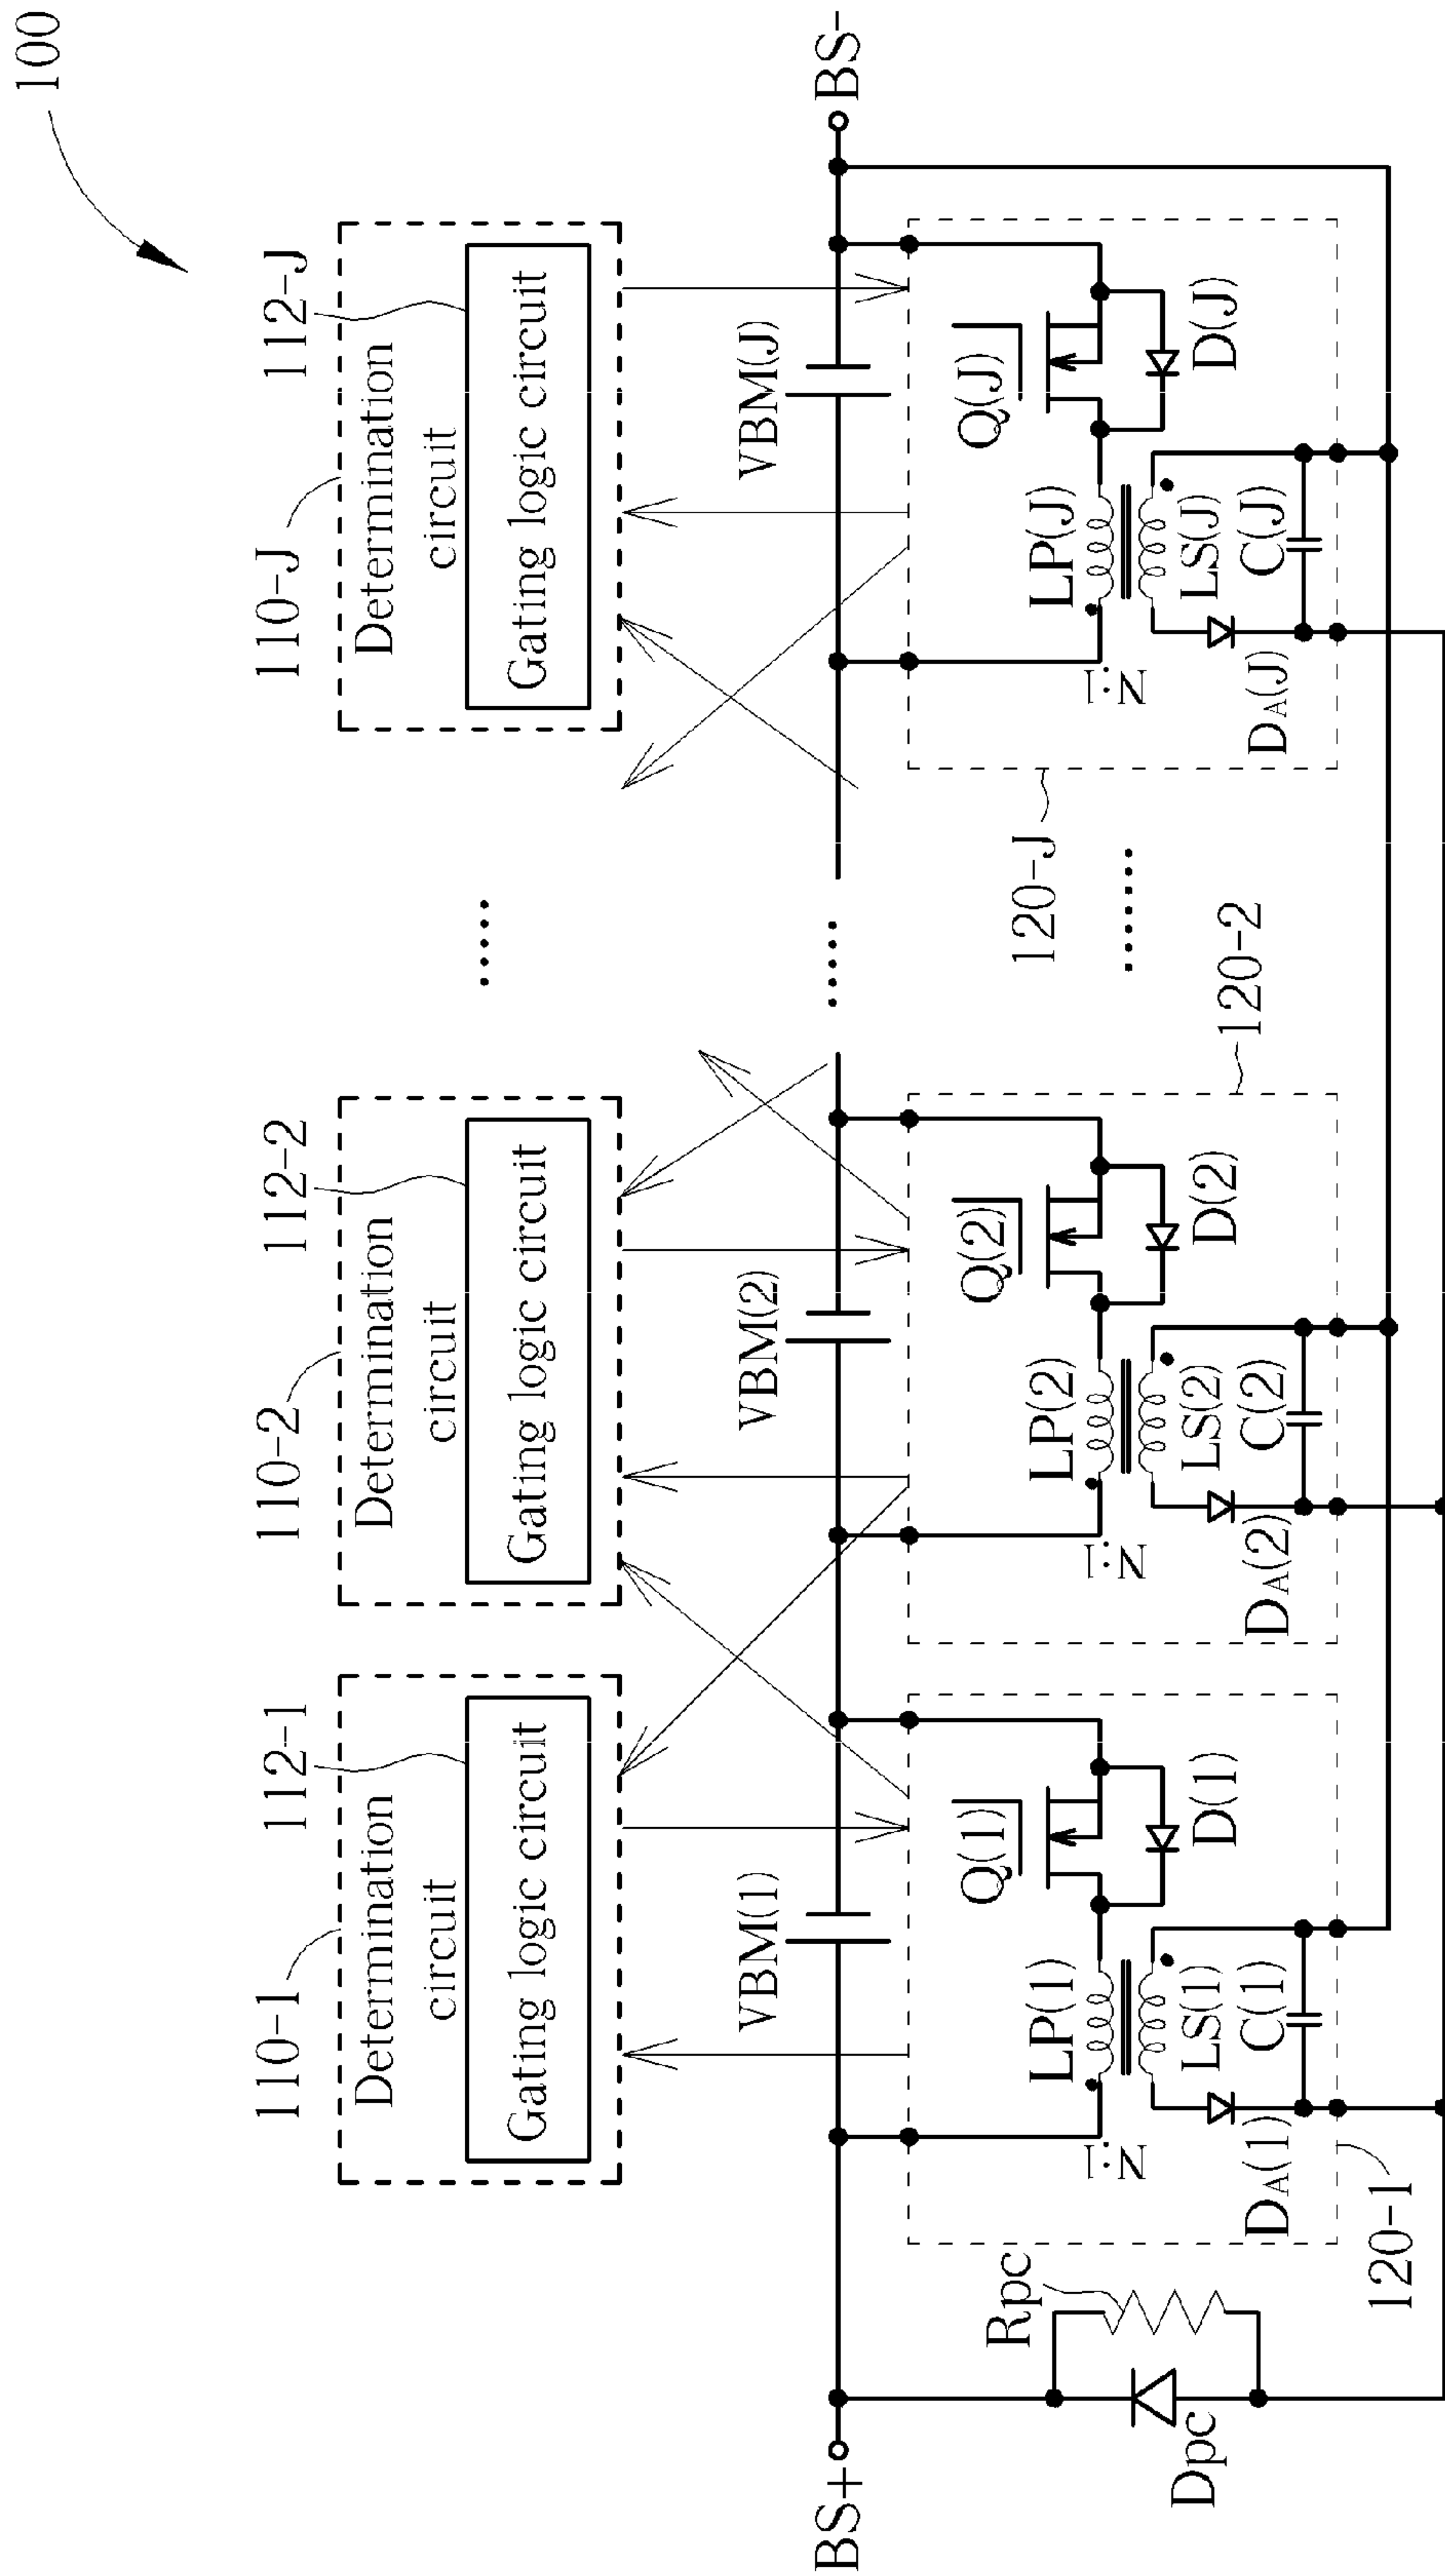 100
110-1
112-1
110-2
112-2
110-J
112-J
Determination
circuit
Gating logic circuit
Determination
circuit
Gating logic circuit
Determination
circuit
Gating logic circuit
.....
VBM(1)
VBM(2)
VBM(J)
BS+
.....
BS-
Rpc
Dpc
Q(1)
LP(1)
N:1
D(1)
LS(1)
C(1)
DA(1)
120-1
Q(2)
LP(2)
N:1
D(2)
LS(2)
C(2)
DA(2)
120-2
120-J
.......
Q(J)
LP(J)
N:1
D(J)
LS(J)
C(J)
DA(J)